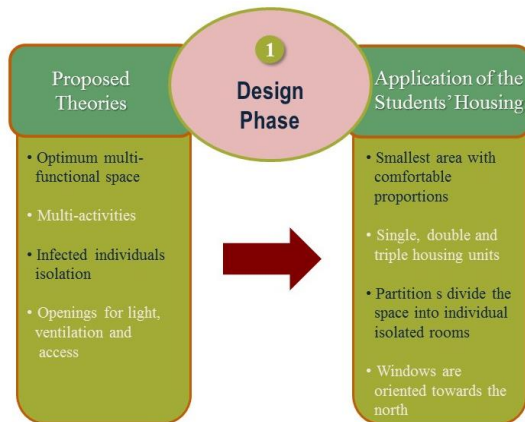 1
Design
Phase
Proposed
Theories
• Optimum multi-
functional space
• Multi-activities
• Infected individuals
isolation
• Openings for light,
ventilation and
access
Application of the
Students' Housing
• Smallest area with
comfortable
proportions
• Single, double and
triple housing units
• Partition s divide the
space into individual
isolated rooms
• Windows are
oriented towards the
north